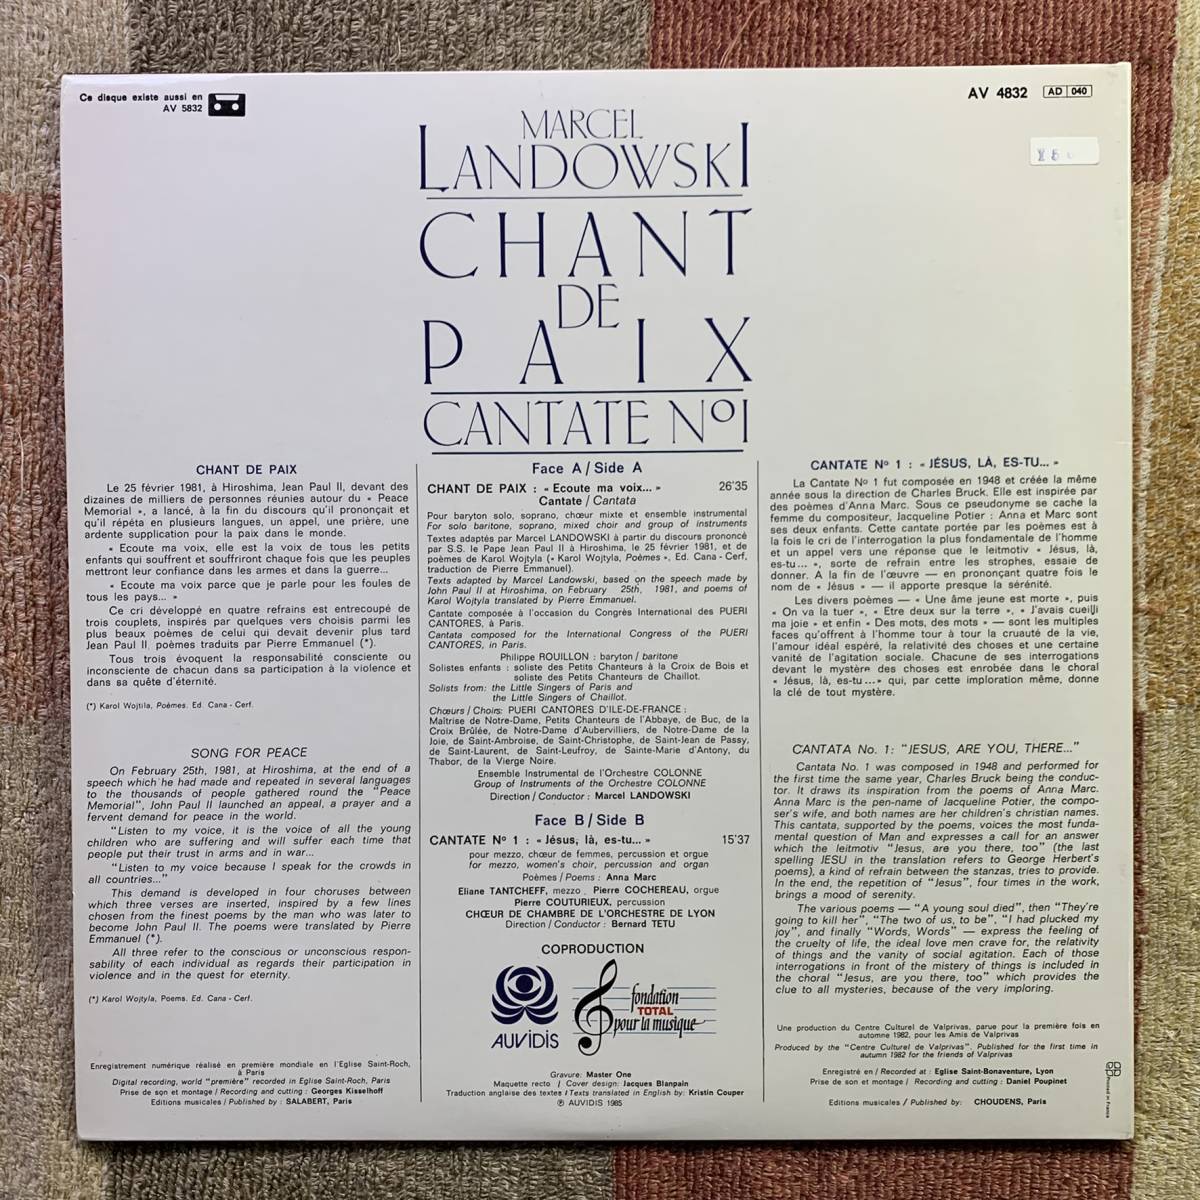 Ce disque existe aussi en
AV 5832
AV 4832 AD 040
MARCEL
LANDOWSKI
CHANT
DE
PAIX
CANTATE Nº1
CHANT DE PAIX
Le 25 février 1981, à Hiroshima, Jean Paul II, devant des
dizaines de milliers de personnes réunies autour du « Peace
Memorial », a lancé, à la fin du discours qu'il prononçait et
qu'il répéta en plusieurs langues, un appel, une prière, une
ardente supplication pour la paix dans le monde.
« Ecoute ma voix, elle est la voix de tous les petits
enfants qui souffrent et souffriront chaque fois que les peuples
mettront leur confiance dans les armes et dans la guerre...
« Ecoute ma voix parce que je parle pour les foules de
tous les pays... »
Ce cri développé en quatre refrains est entrecoupé de
trois couplets, inspirés par quelques vers choisis parmi les
plus beaux poèmes de celui qui devait devenir plus tard
Jean Paul II, poèmes traduits par Pierre Emmanuel (*).
Tous trois évoquent la responsabilité consciente ou
inconsciente de chacun dans sa participation à la violence et
dans sa quête d'éternité.
(*) Karol Wojtila, Poémes. Ed. Cana - Cerf.
SONG FOR PEACE
On February 25th, 1981, at Hiroshima, at the end of a
speech which he had made and repeated in several languages
to the thousands of people gathered round the "Peace
Memorial", John Paul II launched an appeal, a prayer and a
fervent demand for peace in the world.
"Listen to my voice, it is the voice of all the young
children who are suffering and will suffer each time that
people put their trust in arms and in war...
"Listen to my voice because I speak for the crowds in
all countries..."
This demand is developed in four choruses between
which three verses are inserted, inspired by a few lines
chosen from the finest poems by the man who was later to
become John Paul II. The poems were translated by Pierre
Emmanuel (*).
All three refer to the conscious or unconscious respon-
sability of each individual as regards their participation in
violence and in the quest for eternity.
(*) Karol Wojtyla, Poems. Ed. Cana - Cerf.
Enregistrement numérique réalisé en première mondiale en l'Eglise Saint-Roch,
à Paris
Digital recording, world "première" recorded in Eglise Saint-Roch, Paris
Prise de son et montage / Recording and cutting : Georges Kisselhoff
Editions musicales / Published by : SALABERT, Paris
Face A / Side A
CHANT DE PAIX : « Ecoute ma voix... » 26'35
Cantate / Cantata
Pour baryton solo, soprano, chœur mixte et ensemble instrumental
For solo baritone, soprano, mixed choir and group of instruments
Textes adaptés par Marcel LANDOWSKI à partir du discours prononcé
par S.S. le Pape Jean Paul II à Hiroshima, le 25 février 1981, et de
poèmes de Karol Wojtyla (« Karol Wojtyla, Poèmes », Ed. Cana - Cerf,
traduction de Pierre Emmanuel).
Texts adapted by Marcel Landowski, based on the speech made by
John Paul II at Hiroshima, on February 25th, 1981, and poems of
Karol Wojtyla translated by Pierre Emmanuel.
Cantate composée à l'occasion du Congrès International des PUERI
CANTORES, à Paris.
Cantata composed for the International Congress of the PUERI
CANTORES, in Paris.
Philippe ROUILLON : baryton / baritone
Solistes enfants : soliste des Petits Chanteurs à la Croix de Bois et
soliste des Petits Chanteurs de Chaillot.
Solists from: the Little Singers of Paris and
the Little Singers of Chaillot.
Chœurs / Choirs: PUERI CANTORES D'ILE-DE-FRANCE :
Maîtrise de Notre-Dame, Petits Chanteurs de l'Abbaye, de Buc, de la
Croix Brûlée, de Notre-Dame d'Aubervilliers, de Notre-Dame de la
Joie, de Saint-Ambroise, de Saint-Christophe, de Saint-Jean de Passy,
de Saint-Laurent, de Saint-Leufroy, de Sainte-Marie d'Antony, du
Thabor, de la Vierge Noire.
Ensemble Instrumental de l'Orchestre COLONNE
Group of Instruments of the Orchestre COLONNE
Direction / Conductor : Marcel LANDOWSKI
Face B / Side B
CANTATE Nº 1 : « Jésus, là, es-tu... » 15'37
pour mezzo, chœur de femmes, percussion et orgue
for mezzo, women's choir, percussion and organ
Poèmes / Poems : Anna Marc
Eliane TANTCHEFF, mezzo , Pierre COCHEREAU, orgue
Pierre COUTURIEUX, percussion
CHŒUR DE CHAMBRE DE L'ORCHESTRE DE LYON
Direction / Conductor : Bernard TETU
COPRODUCTION
AUVIDIS
fondation
TOTAL
pour la musique
Gravure: Master One
Maquette recto / Cover design: Jacques Blanpain
Traduction anglaise des textes / Texts translated in English by: Kristin Couper
℗ AUVIDIS 1985
CANTATE Nº 1 : « JÉSUS, LÀ, ES-TU... »
La Cantate Nº 1 fut composée en 1948 et créée la même
année sous la direction de Charles Bruck. Elle est inspirée par
des poèmes d'Anna Marc. Sous ce pseudonyme se cache la
femme du compositeur, Jacqueline Potier : Anna et Marc sont
ses deux enfants. Cette cantate portée par les poèmes est à
la fois le cri de l'interrogation la plus fondamentale de l'homme
et un appel vers une réponse que le leitmotiv « Jésus, là,
es-tu... », sorte de refrain entre les strophes, essaie de
donner. A la fin de l'œuvre — en prononçant quatre fois le
nom de « Jésus » — il apporte presque la sérénité.
Les divers poèmes — « Une âme jeune est morte », puis
« On va la tuer », « Etre deux sur la terre », « J'avais cueilli
ma joie » et enfin « Des mots, des mots » — sont les multiples
faces qu'offrent à l'homme tour à tour la cruauté de la vie,
l'amour idéal espéré, la relativité des choses et une certaine
vanité de l'agitation sociale. Chacune de ses interrogations
devant le mystère des choses est enrobée dans le choral
« Jésus, là, es-tu... » qui, par cette imploration même, donne
la clé de tout mystère.
CANTATA No. 1: "JESUS, ARE YOU, THERE..."
Cantata No. 1 was composed in 1948 and performed for
the first time the same year, Charles Bruck being the conduc-
tor. It draws its inspiration from the poems of Anna Marc.
Anna Marc is the pen-name of Jacqueline Potier, the compo-
ser's wife, and both names are her children's christian names.
This cantata, supported by the poems, voices the most funda-
mental question of Man and expresses a call for an answer
which the leitmotiv "Jesus, are you there, too" (the last
spelling JESU in the translation refers to George Herbert's
poems), a kind of refrain between the stanzas, tries to provide.
In the end, the repetition of "Jesus", four times in the work,
brings a mood of serenity.
The various poems — "A young soul died", then "They're
going to kill her", "The two of us, to be", "I had plucked my
joy", and finally "Words, Words" — express the feeling of
the cruelty of life, the ideal love men crave for, the relativity
of things and the vanity of social agitation. Each of those
interrogations in front of the mistery of things is included in
the choral "Jesus, are you there, too" which provides the
clue to all mysteries, because of the very imploring.
Une production du Centre Culturel de Valprivas, parue pour la première fois en
automne 1982, pour les Amis de Valprivas
Produced by the "Centre Culturel de Valprivas". Published for the first time in
autumn 1982 for the friends of Valprivas
Enregistré en / Recorded at : Eglise Saint-Bonaventure, Lyon
Prise de son et montage / Recording and cutting : Daniel Poupinet
Editions musicales / Published by: CHOUDENS, Paris
Printed in France